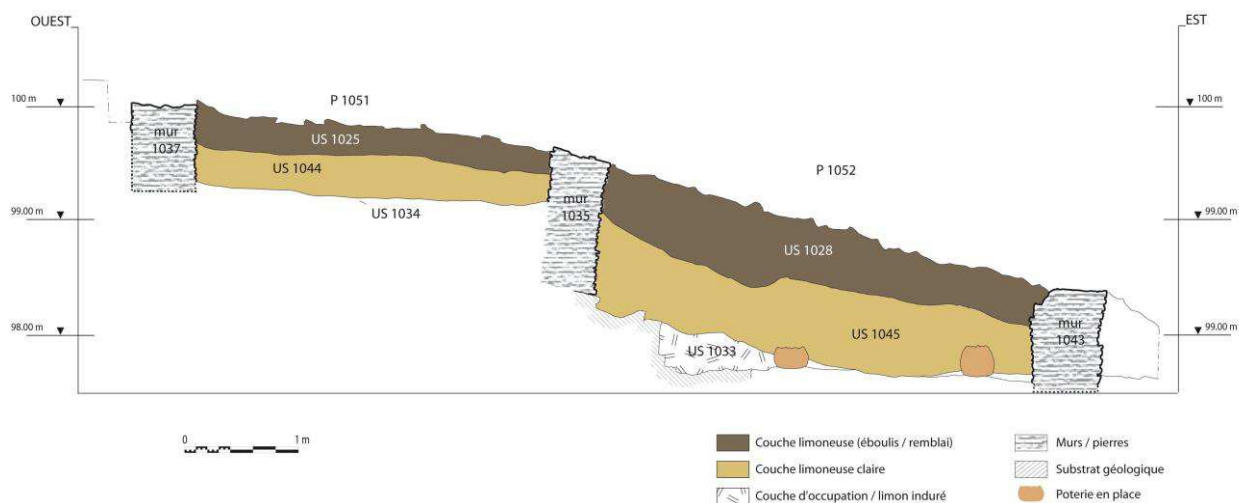 OUEST
EST
100 m
P 1051
100 m
mur
1037
US 1025
US 1044
P 1052
99.00 m
US 1034
mur
1035
99.00 m
US 1028
98.00 m
US 1033
US 1045
mur
1043
99.00 m
0 1 m
Couche limoneuse (éboulis / remblai)
Murs / pierres
Couche limoneuse claire
Substrat géologique
Couche d'occupation / limon induré
Poterie en place